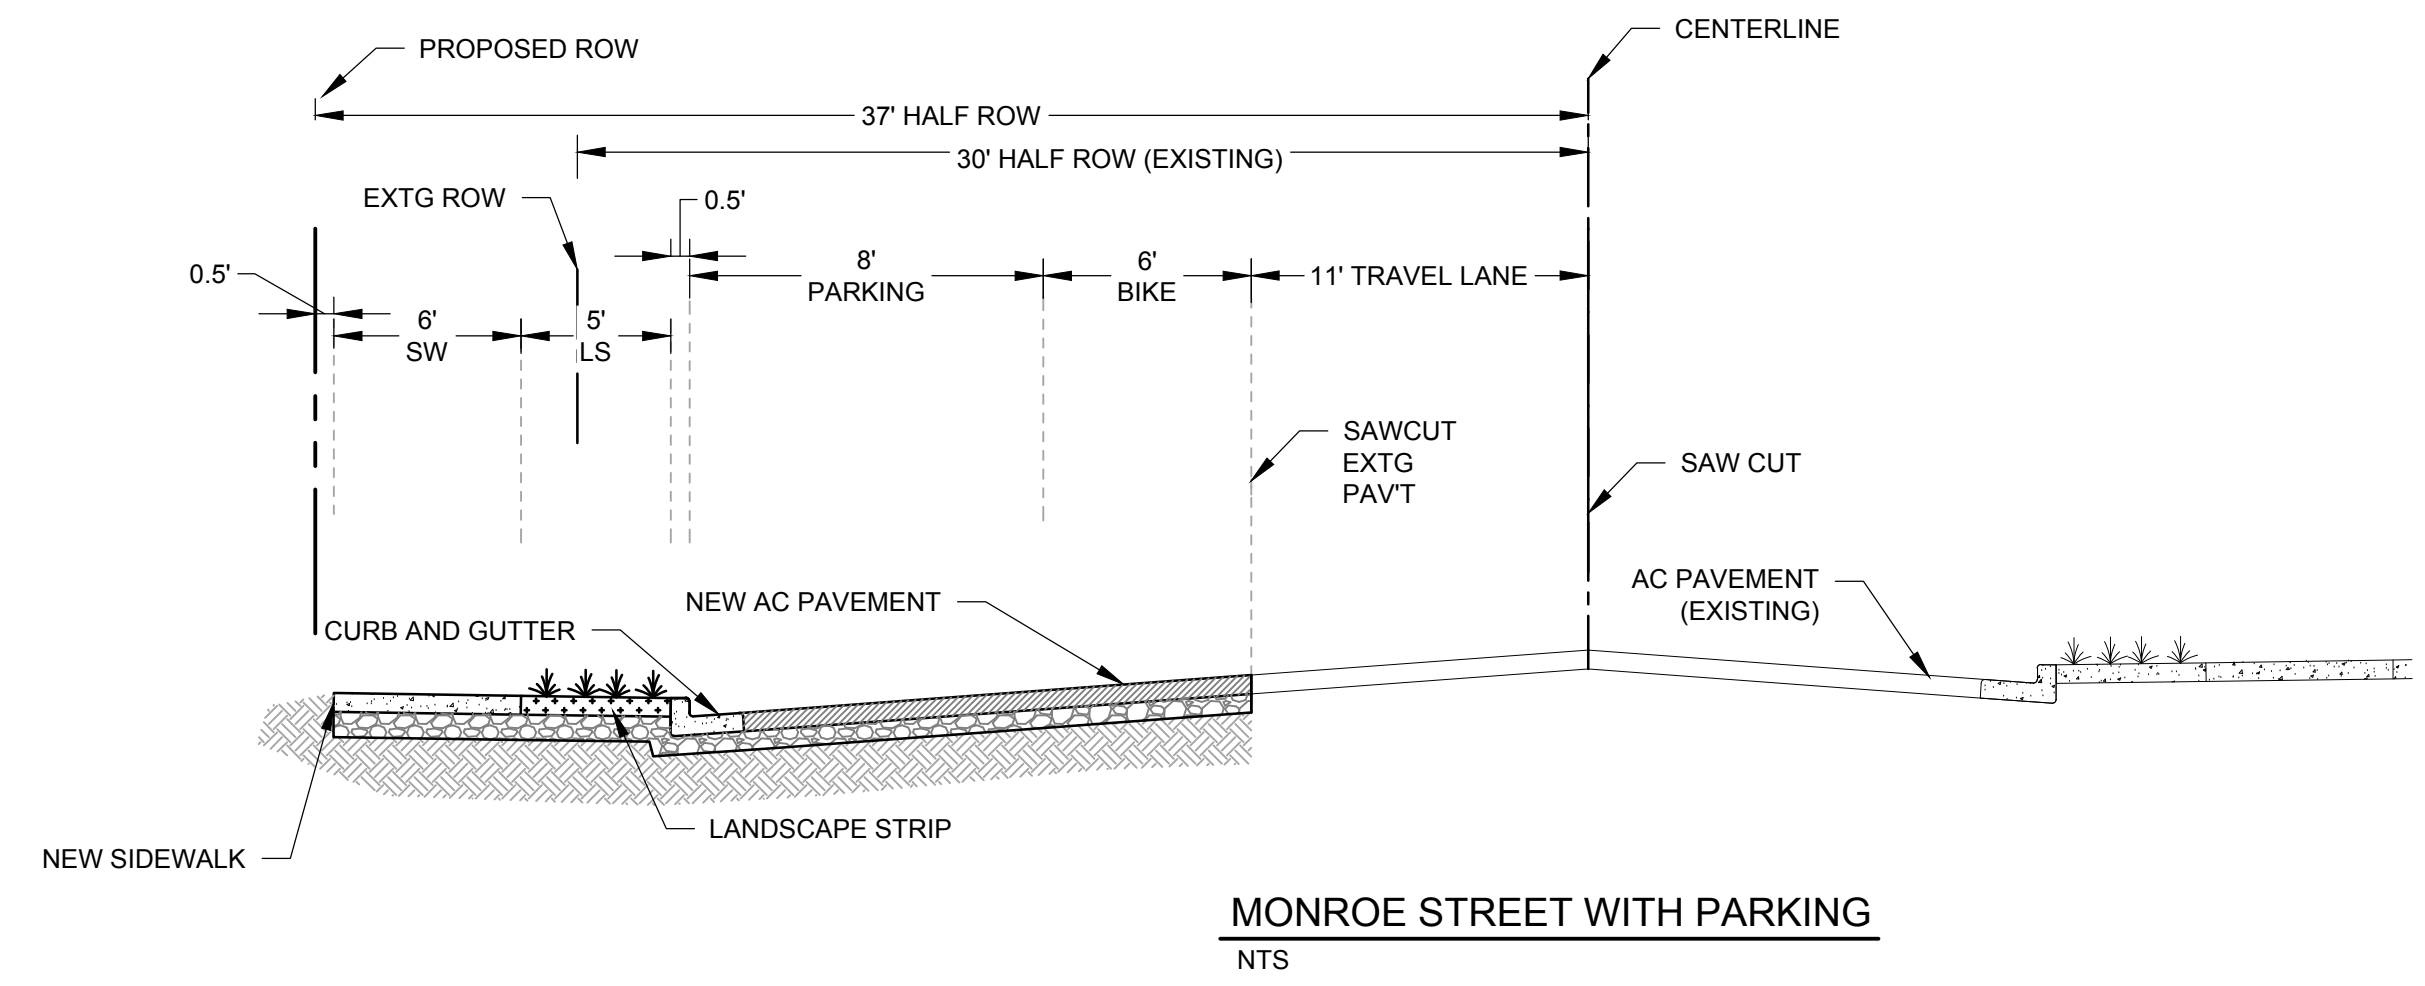 CENTERLINE
PROPOSED ROW
37' HALF ROW
30' HALF ROW (EXISTING)
EXTG ROW
0.5'
0.5'
8'
PARKING
6'
BIKE
11' TRAVEL LANE
6'
SW
5'
LS
SAWCUT
EXTG
PAV'T
SAW CUT
AC PAVEMENT
(EXISTING)
NEW AC PAVEMENT
CURB AND GUTTER
LANDSCAPE STRIP
NEW SIDEWALK
MONROE STREET WITH PARKING
NTS